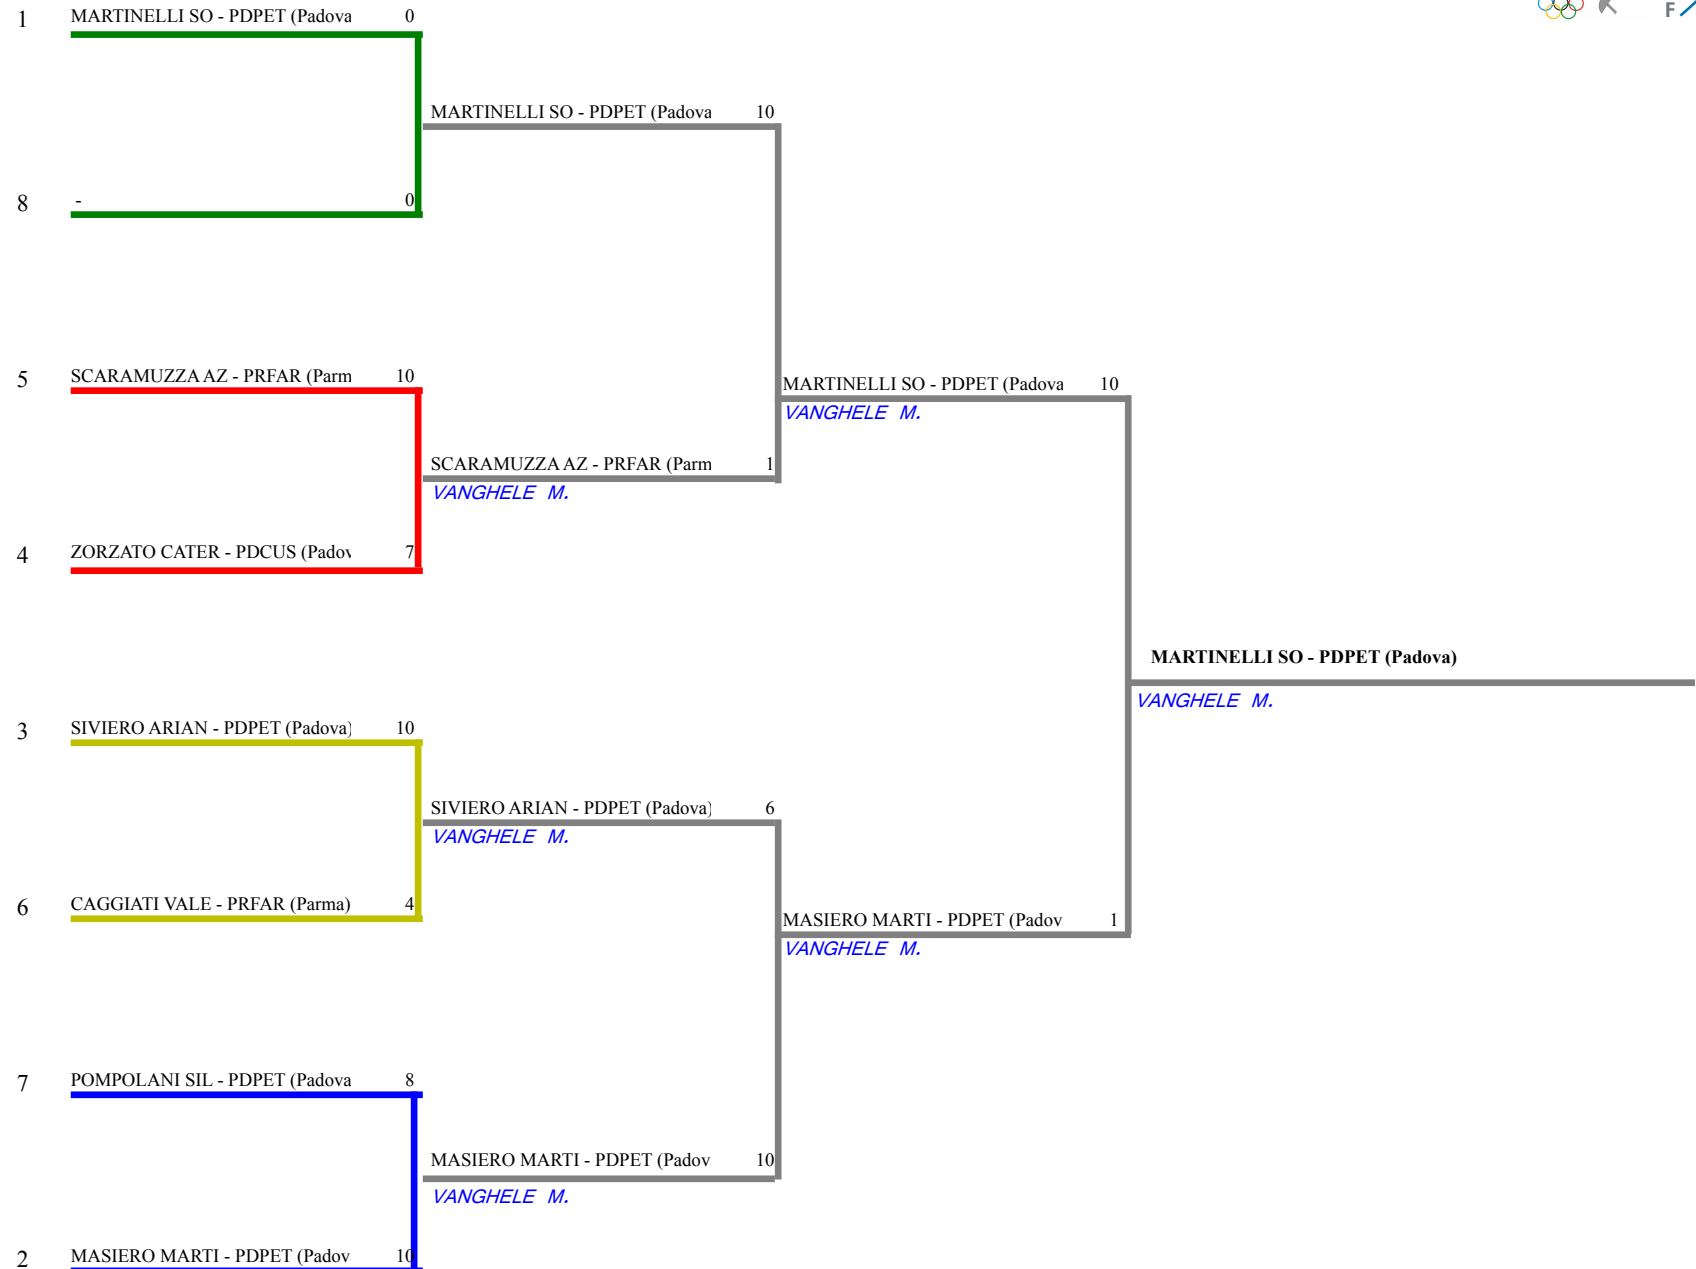 1 MARTINELLI SO - PDPET (Padova 0
F
MARTINELLI SO - PDPET (Padova 10
8 - 0
5 SCARAMUZZA AZ - PRFAR (Parm 10
MARTINELLI SO - PDPET (Padova 10
VANGHELE M.
SCARAMUZZA AZ - PRFAR (Parm 1
VANGHELE M.
4 ZORZATO CATER - PDCUS (Padov 7
MARTINELLI SO - PDPET (Padova)
VANGHELE M.
3 SIVIERO ARIAN - PDPET (Padova) 10
SIVIERO ARIAN - PDPET (Padova) 6
VANGHELE M.
6 CAGGIATI VALE - PRFAR (Parma) 4
MASIERO MARTI - PDPET (Padov 1
VANGHELE M.
7 POMPOLANI SIL - PDPET (Padova 8
MASIERO MARTI - PDPET (Padov 10
VANGHELE M.
2 MASIERO MARTI - PDPET (Padov 10